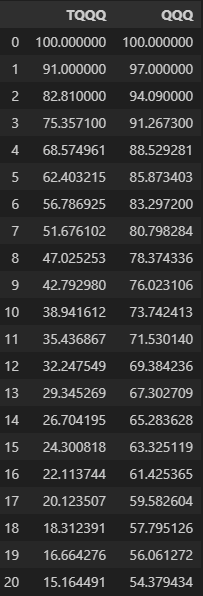 TQQQ QQQ
0 100.000000 100.000000
1 91.000000 97.000000
2 82.810000 94.090000
3 75.357100 91.267300
4 68.574961 88.529281
5 62.403215 85.873403
6 56.786925 83.297200
7 51.676102 80.798284
8 47.025253 78.374336
9 42.792980 76.023106
10 38.941612 73.742413
11 35.436867 71.530140
12 32.247549 69.384236
13 29.345269 67.302709
14 26.704195 65.283628
15 24.300818 63.325119
16 22.113744 61.425365
17 20.123507 59.582604
18 18.312391 57.795126
19 16.664276 56.061272
20 15.164491 54.379434